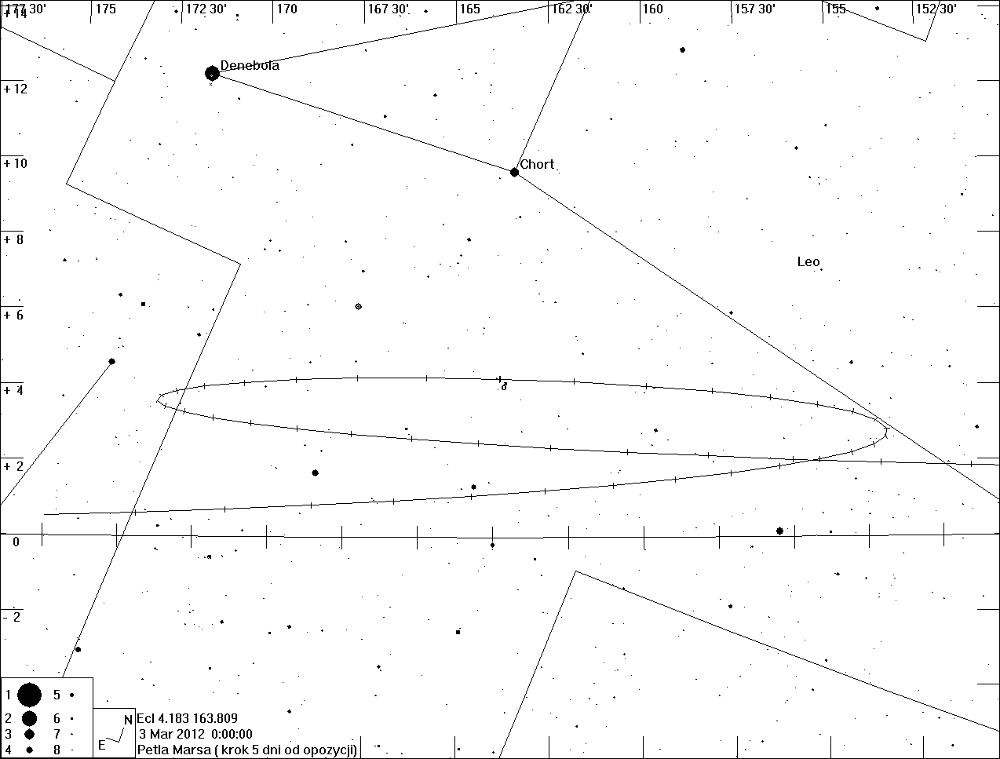 177 30' 175 172 30' 170 167 30' 165 162 30' 160 157 30' 155 152 30'
+14
Denebola
+ 12
+ 10
Chort
+ 8
Leo
+ 6
+ 4
♂
+ 2
0
- 2
1 5
2 6
3 7
4 8
N
E
Ecl 4.183 163.809
3 Mar 2012 0:00:00
Petla Marsa ( krok 5 dni od opozycji)